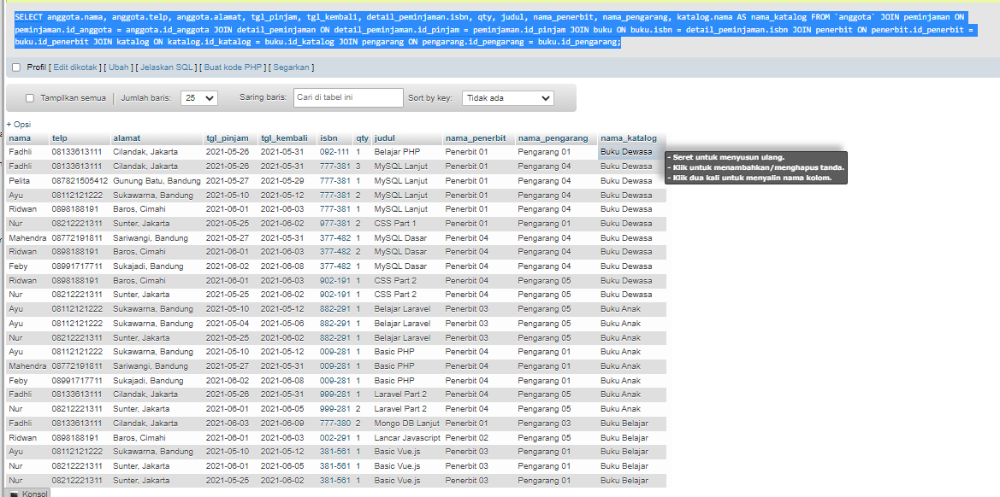 SELECT anggota.nama, anggota.telp, anggota.alamat, tgl_pinjam, tgl_kembali, detail_peminjaman.isbn, qty, judul, nama_penerbit, nama_pengarang, katalog.nama AS nama_katalog FROM `anggota` JOIN peminjaman ON
peminjaman.id_anggota = anggota.id_anggota JOIN detail_peminjaman ON detail_peminjaman.id_pinjam = peminjaman.id_pinjam JOIN buku ON buku.isbn = detail_peminjaman.isbn JOIN penerbit ON penerbit.id_penerbit =
buku.id_penerbit JOIN katalog ON katalog.id_katalog = buku.id_katalog JOIN pengarang ON pengarang.id_pengarang = buku.id_pengarang;
Profil [ Edit dikotak ] [ Ubah ] [ Jelaskan SQL ] [ Buat kode PHP ] [ Segarkan ]
Tampilkan semua | Jumlah baris: 25 Saring baris: Cari di tabel ini Sort by key: Tidak ada
+ Opsi
nama telp alamat tgl_pinjam tgl_kembali isbn qty judul nama_penerbit nama_pengarang nama_katalog
Fadhli 08133613111 Cilandak, Jakarta 2021-05-26 2021-05-31 092-111 1 Belajar PHP Penerbit 01 Pengarang 01 Buku Dewasa
- Seret untuk menyusun ulang.
- Klik untuk menambahkan/menghapus tanda.
- Klik dua kali untuk menyalin nama kolom.
Fadhli 08133613111 Cilandak, Jakarta 2021-05-26 2021-05-31 777-381 3 MySQL Lanjut Penerbit 01 Pengarang 04 Buku Dewasa
Pelita 087821505412 Gunung Batu, Bandung 2021-05-27 2021-05-29 777-381 1 MySQL Lanjut Penerbit 01 Pengarang 04 Buku Dewasa
Ayu 08112121222 Sukawarna, Bandung 2021-05-10 2021-05-12 777-381 2 MySQL Lanjut Penerbit 01 Pengarang 04 Buku Dewasa
Ridwan 0898188191 Baros, Cimahi 2021-06-01 2021-06-03 777-381 1 MySQL Lanjut Penerbit 01 Pengarang 04 Buku Dewasa
Nur 08212221311 Sunter, Jakarta 2021-05-25 2021-06-02 977-381 2 CSS Part 1 Penerbit 01 Pengarang 01 Buku Dewasa
Mahendra 08772191811 Sariwangi, Bandung 2021-05-27 2021-05-31 377-482 1 MySQL Dasar Penerbit 04 Pengarang 04 Buku Dewasa
Ridwan 0898188191 Baros, Cimahi 2021-06-01 2021-06-03 377-482 2 MySQL Dasar Penerbit 04 Pengarang 04 Buku Dewasa
Feby 08991717711 Sukajadi, Bandung 2021-06-02 2021-06-08 377-482 1 MySQL Dasar Penerbit 04 Pengarang 04 Buku Dewasa
Ridwan 0898188191 Baros, Cimahi 2021-06-01 2021-06-03 902-191 1 CSS Part 2 Penerbit 04 Pengarang 05 Buku Dewasa
Nur 08212221311 Sunter, Jakarta 2021-05-25 2021-06-02 902-191 1 CSS Part 2 Penerbit 04 Pengarang 05 Buku Dewasa
Ayu 08112121222 Sukawarna, Bandung 2021-05-10 2021-05-12 882-291 1 Belajar Laravel Penerbit 03 Pengarang 05 Buku Anak
Ayu 08112121222 Sukawarna, Bandung 2021-05-04 2021-05-06 882-291 1 Belajar Laravel Penerbit 03 Pengarang 05 Buku Anak
Nur 08212221311 Sunter, Jakarta 2021-05-25 2021-06-02 882-291 1 Belajar Laravel Penerbit 03 Pengarang 05 Buku Anak
Ayu 08112121222 Sukawarna, Bandung 2021-05-10 2021-05-12 009-281 1 Basic PHP Penerbit 04 Pengarang 01 Buku Anak
Mahendra 08772191811 Sariwangi, Bandung 2021-05-27 2021-05-31 009-281 1 Basic PHP Penerbit 04 Pengarang 01 Buku Anak
Feby 08991717711 Sukajadi, Bandung 2021-06-02 2021-06-08 009-281 1 Basic PHP Penerbit 04 Pengarang 01 Buku Anak
Fadhli 08133613111 Cilandak, Jakarta 2021-05-26 2021-05-31 999-281 1 Laravel Part 2 Penerbit 04 Pengarang 05 Buku Anak
Nur 08212221311 Sunter, Jakarta 2021-06-01 2021-06-05 999-281 2 Laravel Part 2 Penerbit 04 Pengarang 05 Buku Anak
Fadhli 08133613111 Cilandak, Jakarta 2021-06-03 2021-06-09 777-380 2 Mongo DB Lanjut Penerbit 01 Pengarang 03 Buku Belajar
Ridwan 0898188191 Baros, Cimahi 2021-06-01 2021-06-03 002-291 1 Lancar Javascript Penerbit 02 Pengarang 05 Buku Belajar
Ayu 08112121222 Sukawarna, Bandung 2021-05-10 2021-05-12 381-561 1 Basic Vue.js Penerbit 03 Pengarang 01 Buku Belajar
Nur 08212221311 Sunter, Jakarta 2021-06-01 2021-06-05 381-561 1 Basic Vue.js Penerbit 03 Pengarang 01 Buku Belajar
Nur 08212221311 Sunter, Jakarta 2021-05-25 2021-06-02 381-561 1 Basic Vue.js Penerbit 03 Pengarang 05 Buku Belajar
Konsol